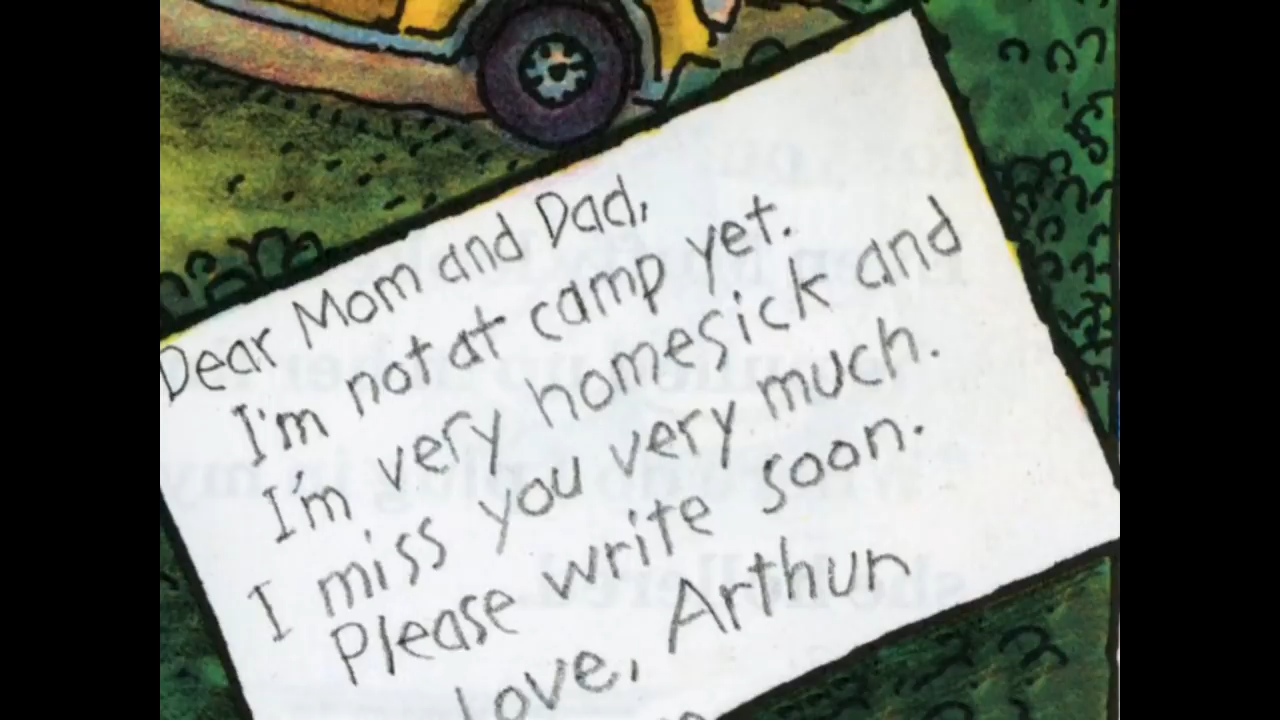 Dear Mom and Dad,
I'm not at camp yet.
I'm very homesick and
I miss you very much.
Please write soon.
Love, Arthur